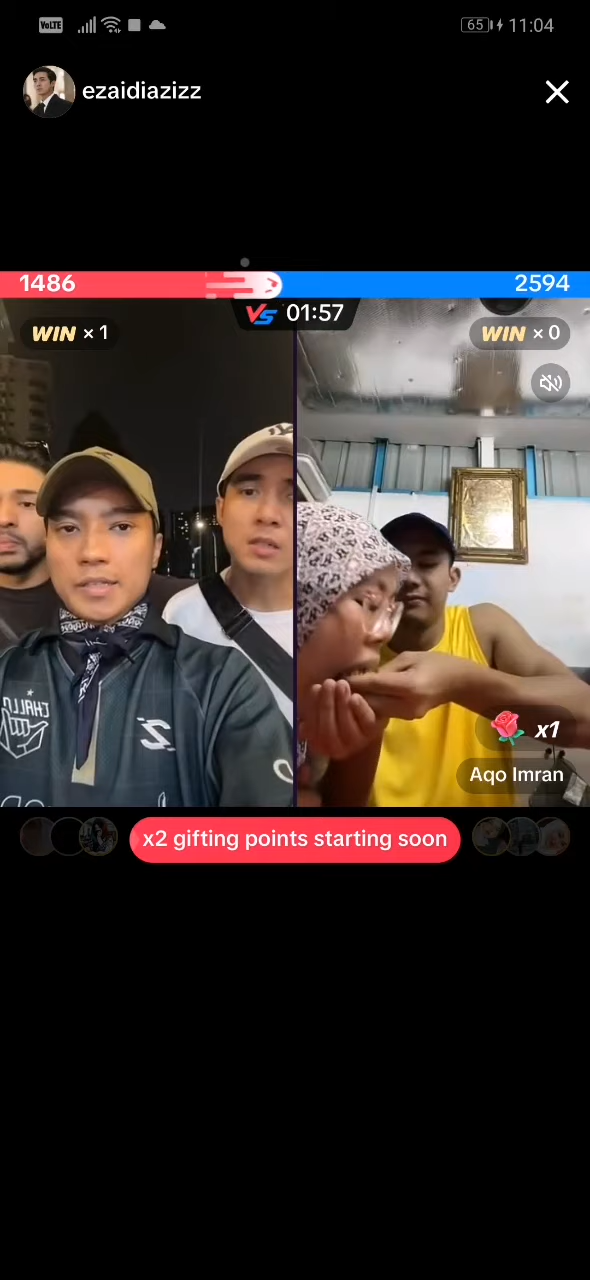 VoLTE
65
11:04
ezaidiazizz
1486
2594
VS 01:57
WIN × 1
WIN × 0
x1
Aqo Imran
x2 gifting points starting soon